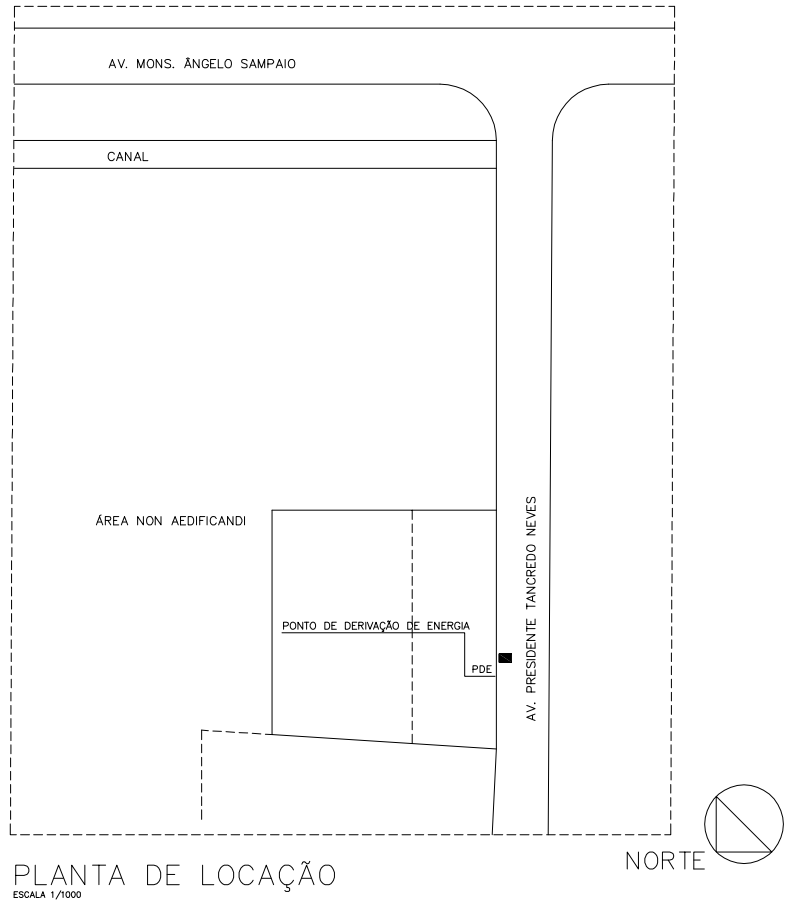 AV. MONS. ÂNGELO SAMPAIO
CANAL
ÁREA NON AEDIFICANDI
PONTO DE DERIVAÇÃO DE ENERGIA
PDE
AV. PRESIDENTE TANCREDO NEVES
NORTE
PLANTA DE LOCAÇÃO
ESCALA 1/1000